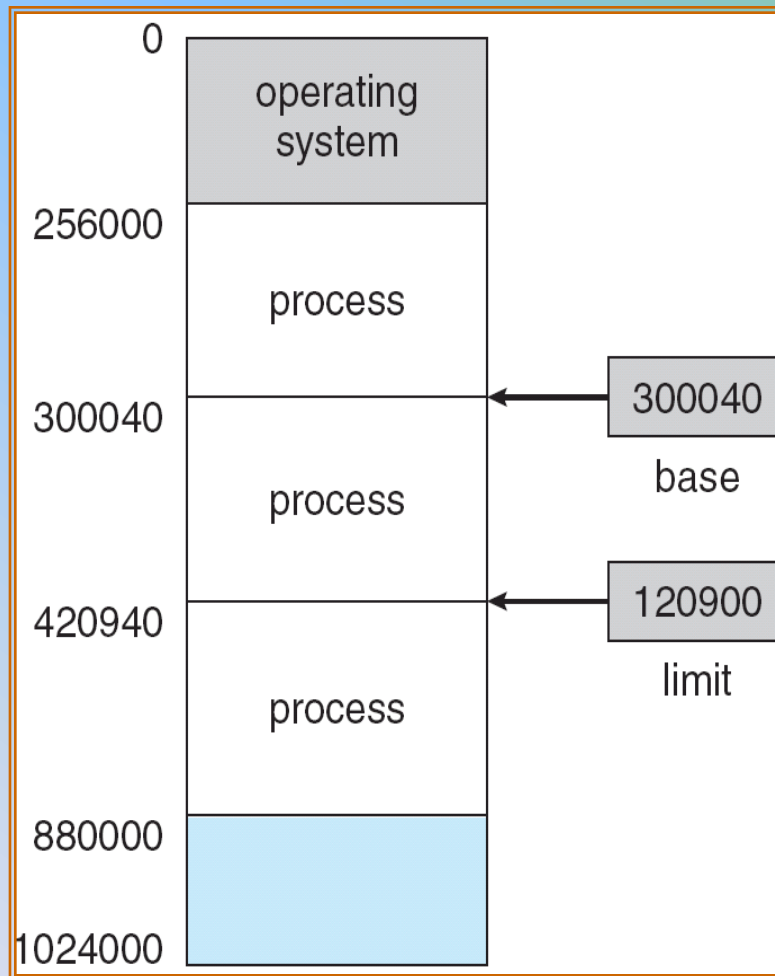 0
operating
system
256000
process
300040
300040
base
process
420940
120900
limit
process
880000
1024000